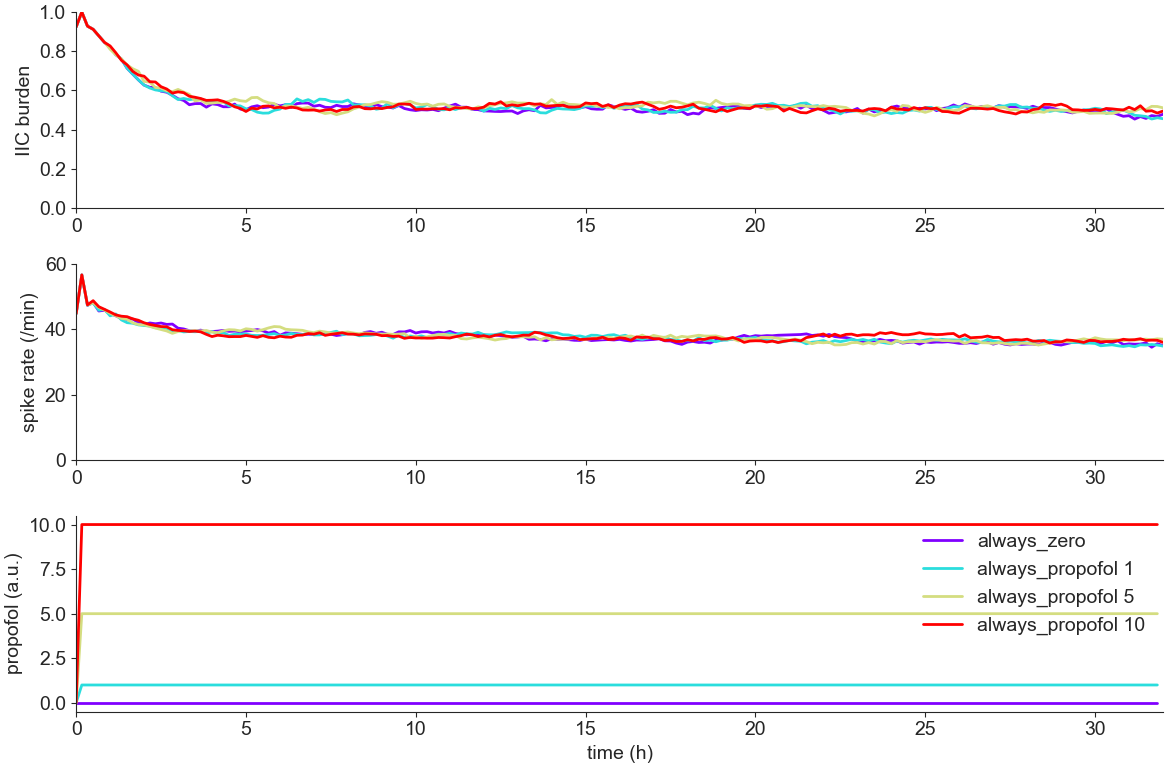 1.0
0.8
0.6
0.4
0.2
0.0
IIC burden
0 5 10 15 20 25 30
60
40
20
0
spike rate (/min)
0 5 10 15 20 25 30
10.0
7.5
5.0
2.5
0.0
propofol (a.u.)
always_zero
always_propofol 1
always_propofol 5
always_propofol 10
0 5 10 15 20 25 30
time (h)